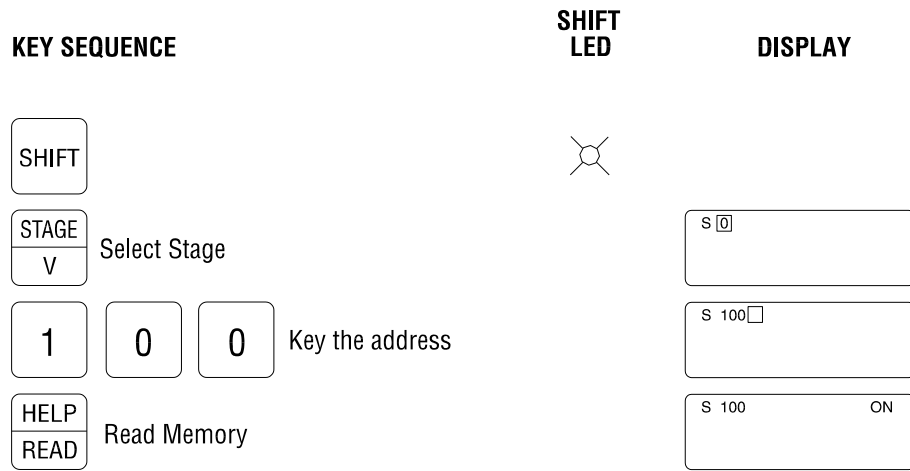 KEY SEQUENCE
SHIFT
LED
DISPLAY
SHIFT
STAGE
V
Select Stage
S 0
1 0 0 Key the address
S 100
HELP
READ
Read Memory
S 100 ON